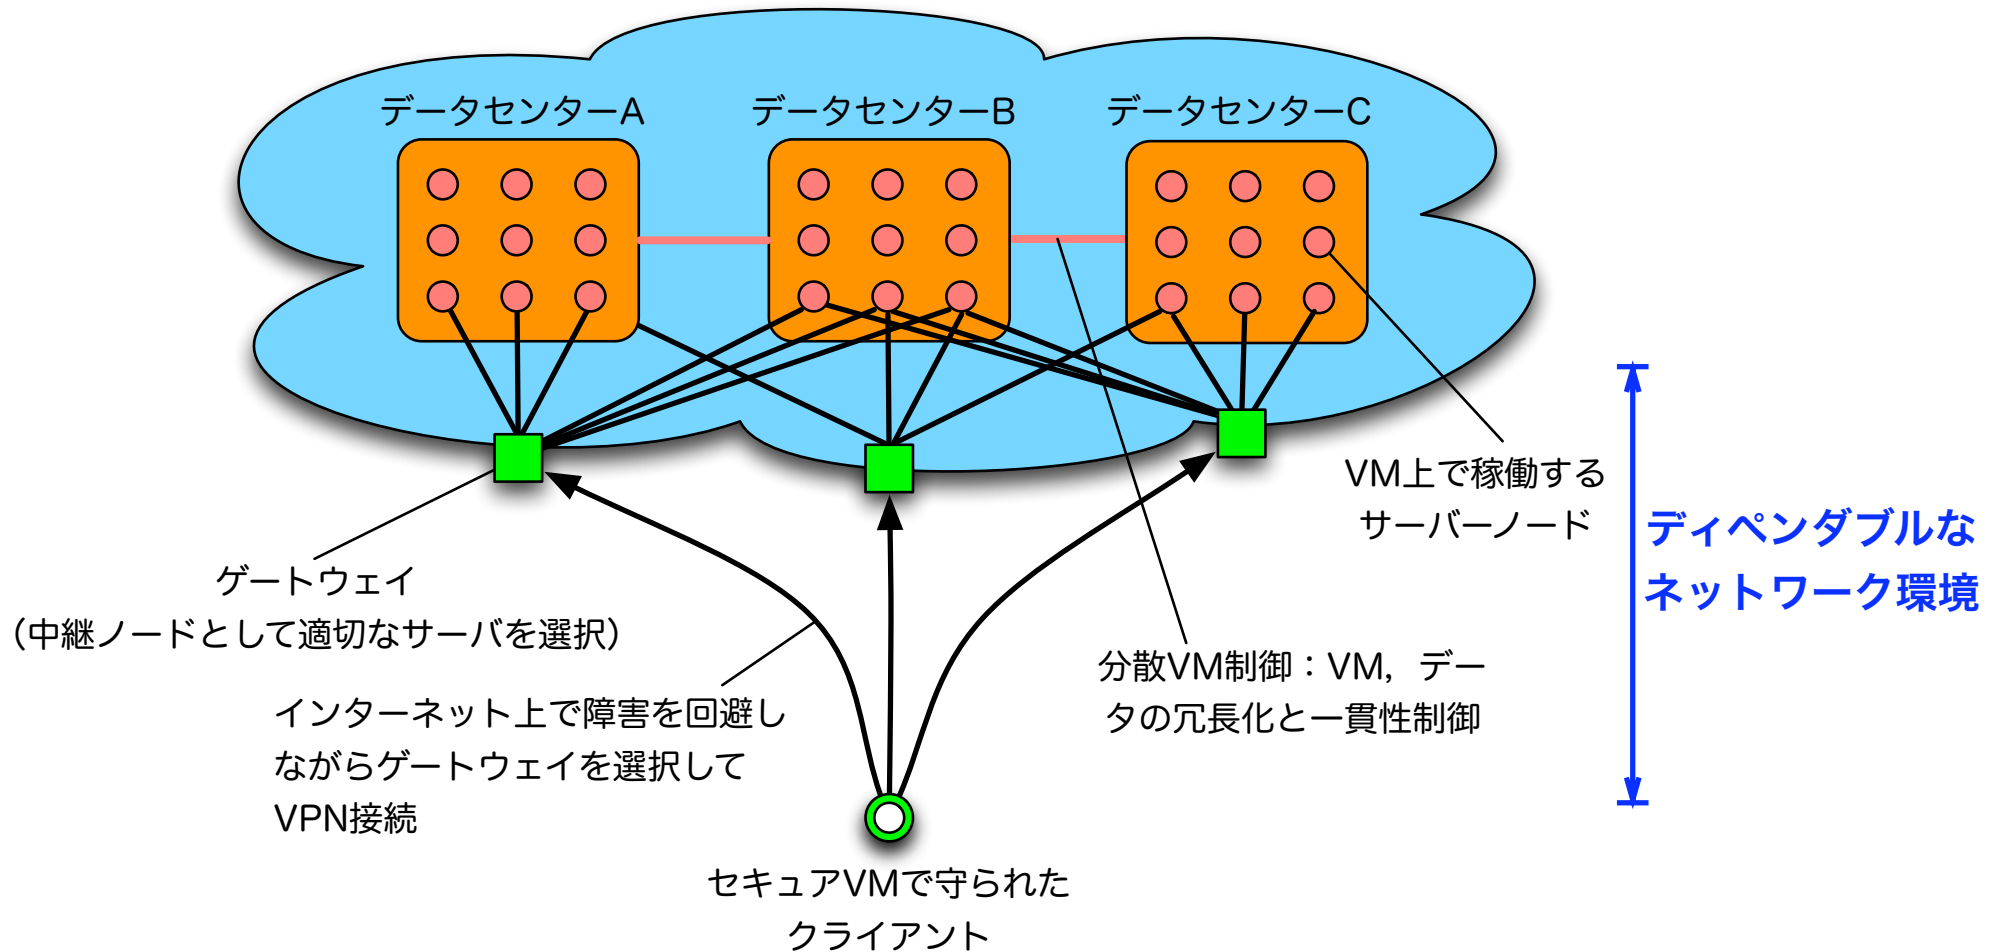 データセンターA
データセンターB
データセンターC
VM上で稼働する
サーバーノード
ディペンダブルな
ネットワーク環境
ゲートウェイ
（中継ノードとして適切なサーバを選択）
分散VM制御：VM，デー
タの冗長化と一貫性制御
インターネット上で障害を回避し
ながらゲートウェイを選択して
VPN接続
セキュアVMで守られた
クライアント